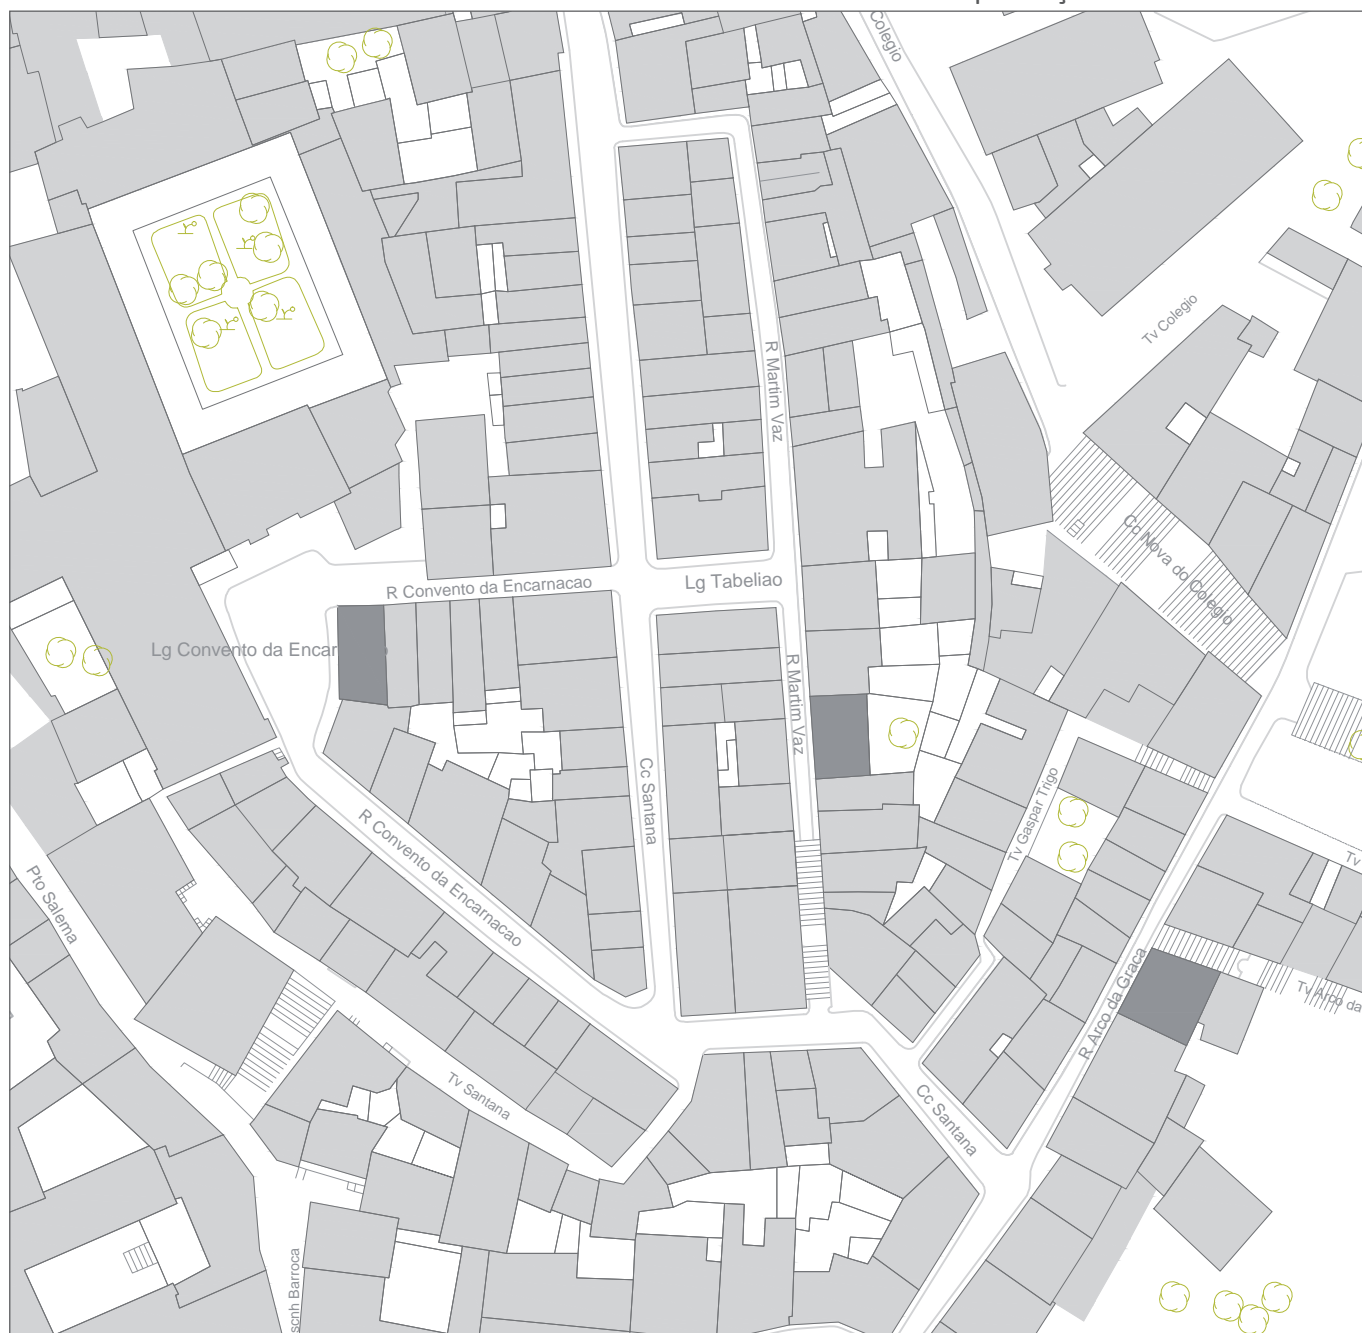 Colegio
Tv Colegio
R Martim Vaz
Cc Nova do Colegio
R Convento da Encarnacao
Lg Tabeliao
Lg Convento da Encar
R Martim Vaz
Cc Santana
Tv Gaspar Trigo
R Convento da Encarnacao
Tv
Pto Salema
R Arco da Graca
Tv Arco da
Tv Santana
Cc Santana
scnh Barroca